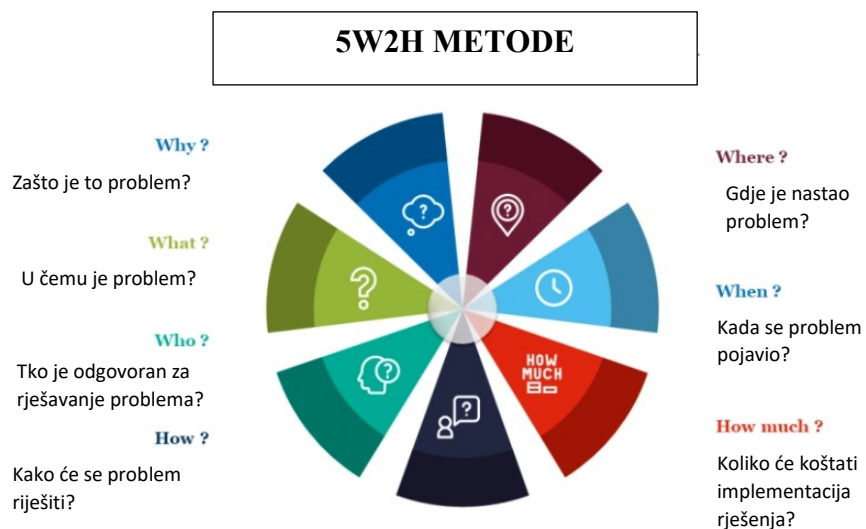 5W2H METODE
Why ?
Zašto je to problem?
What ?
U čemu je problem?
Who ?
Tko je odgovoran za
rješavanje problema?
How ?
Kako će se problem
riješiti?
Where ?
Gdje je nastao
problem?
When ?
Kada se problem
pojavio?
How much ?
Koliko će koštati
implementacija
rješenja?
?
?
?
?
?
HOW
MUCH